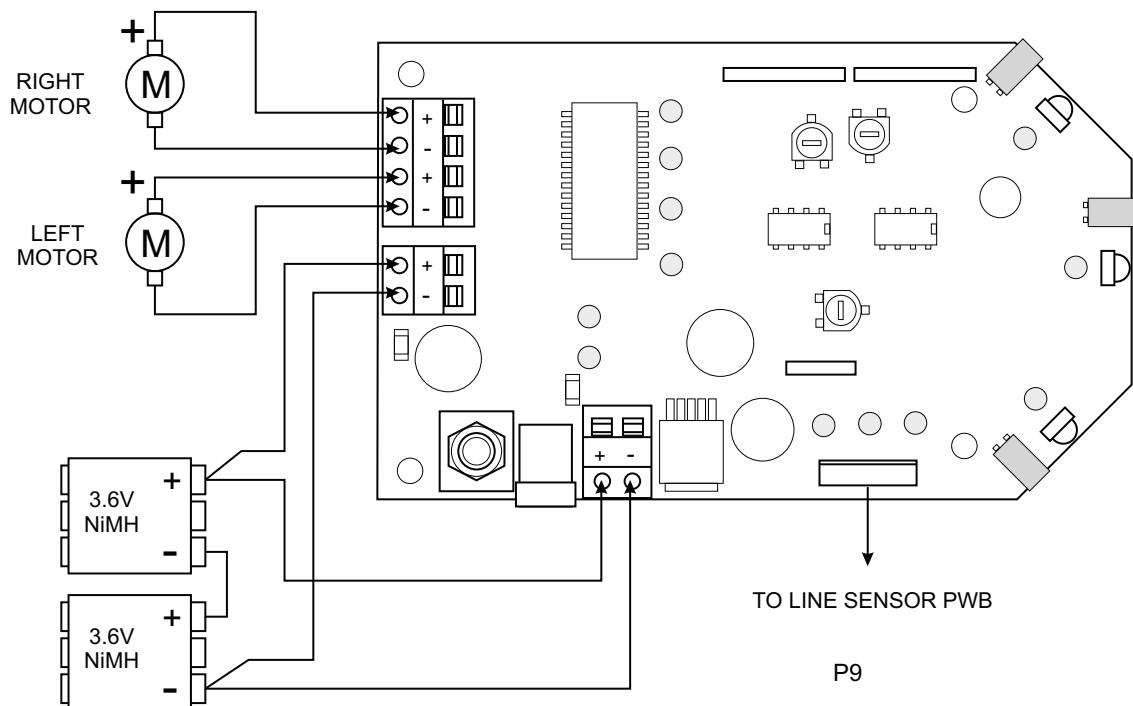 +
RIGHT
MOTOR
M
+
LEFT
MOTOR
M
+
-
+
-
+
-
+ -
+
3.6V
NiMH
-
+
3.6V
NiMH
-
TO LINE SENSOR PWB
P9